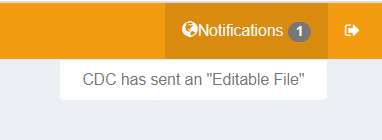 Notifications 1
CDC has sent an "Editable File"